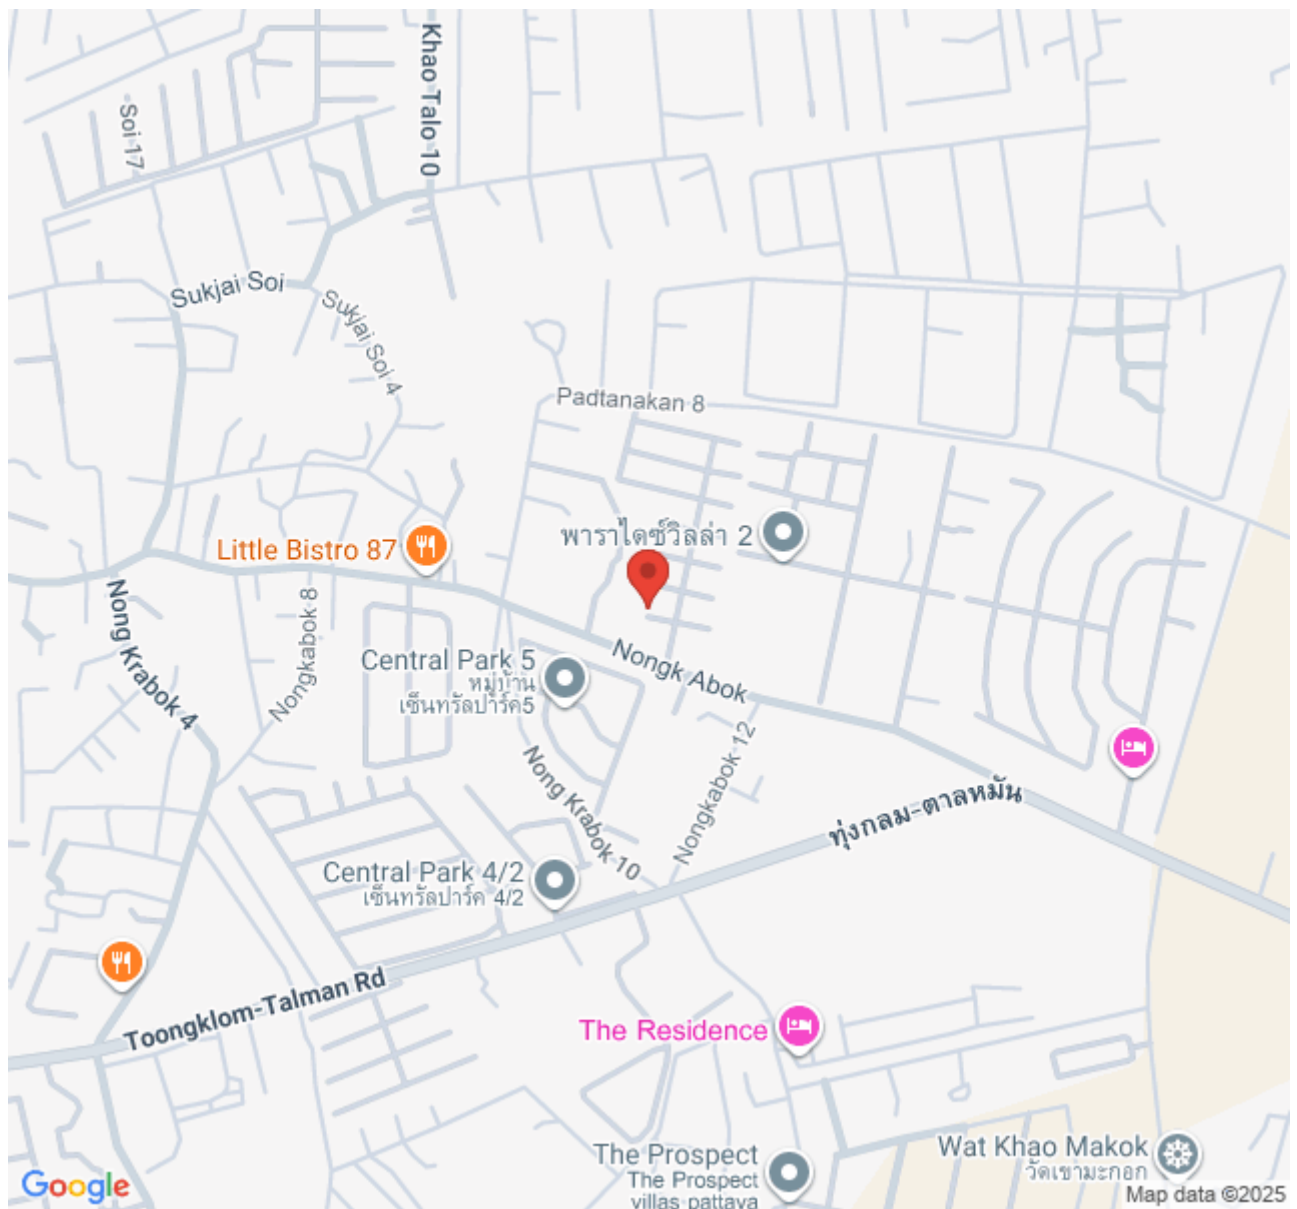 Khao Talo 10
Soi 17
Sukjai Soi
Sukjai Soi 4
Padtanakan 8
พาราไดซ์วิลล่า 2
Little Bistro 87
Nong Krabok 4
Nongkabok 8
Central Park 5
หมู่บ้าน
เซ็นทรัลปาร์ค5
Nongk Abok
Nongkabok 12
Nong Krabok 10
ทุ่งกลม-ตาลหมัน
Central Park 4/2
เซ็นทรัลปาร์ค 4/2
Toongklom-Talman Rd
The Residence
The Prospect
The Prospect
villas pattaya
Wat Khao Makok
วัดเขามะกอก
Google
Map data ©2025